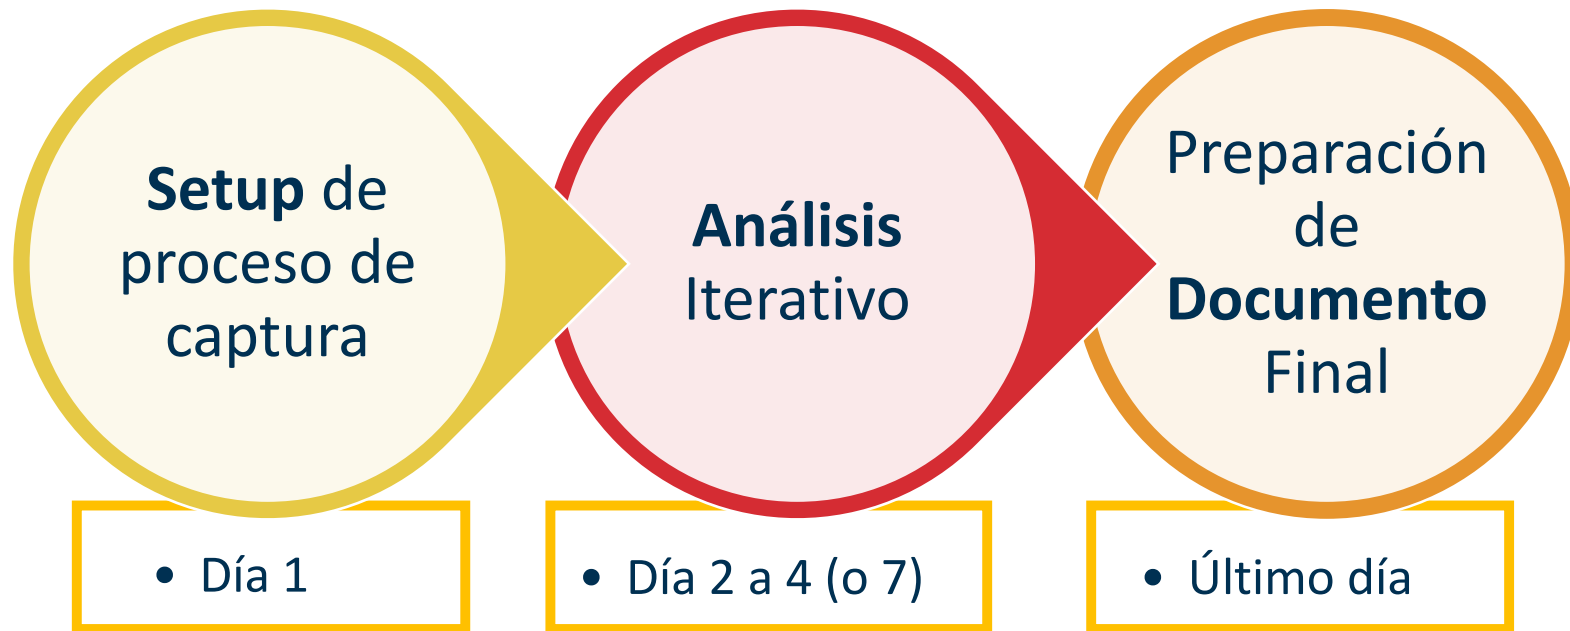 Setup de
proceso de
captura
Análisis
Iterativo
Preparación
de
Documento
Final
• Día 1
• Día 2 a 4 (o 7)
• Último día